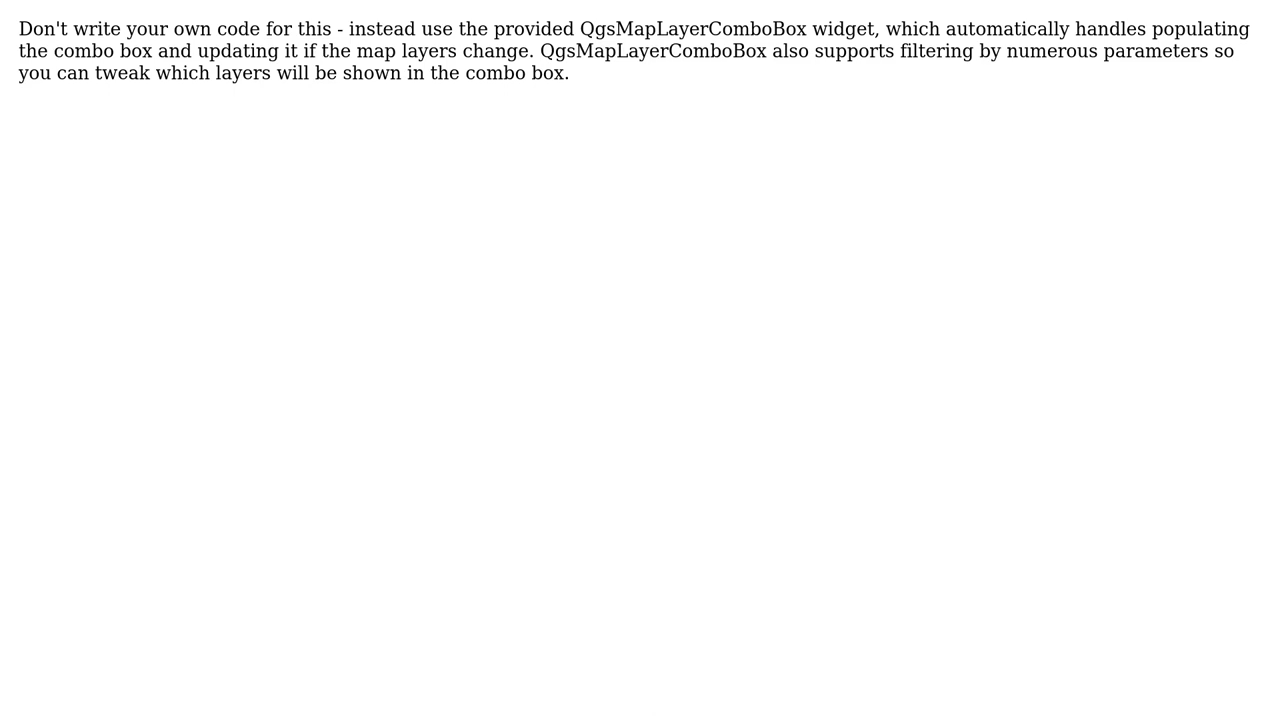 Don't write your own code for this - instead use the provided QgsMapLayerComboBox widget, which automatically handles populating
the combo box and updating it if the map layers change. QgsMapLayerComboBox also supports filtering by numerous parameters so
you can tweak which layers will be shown in the combo box.